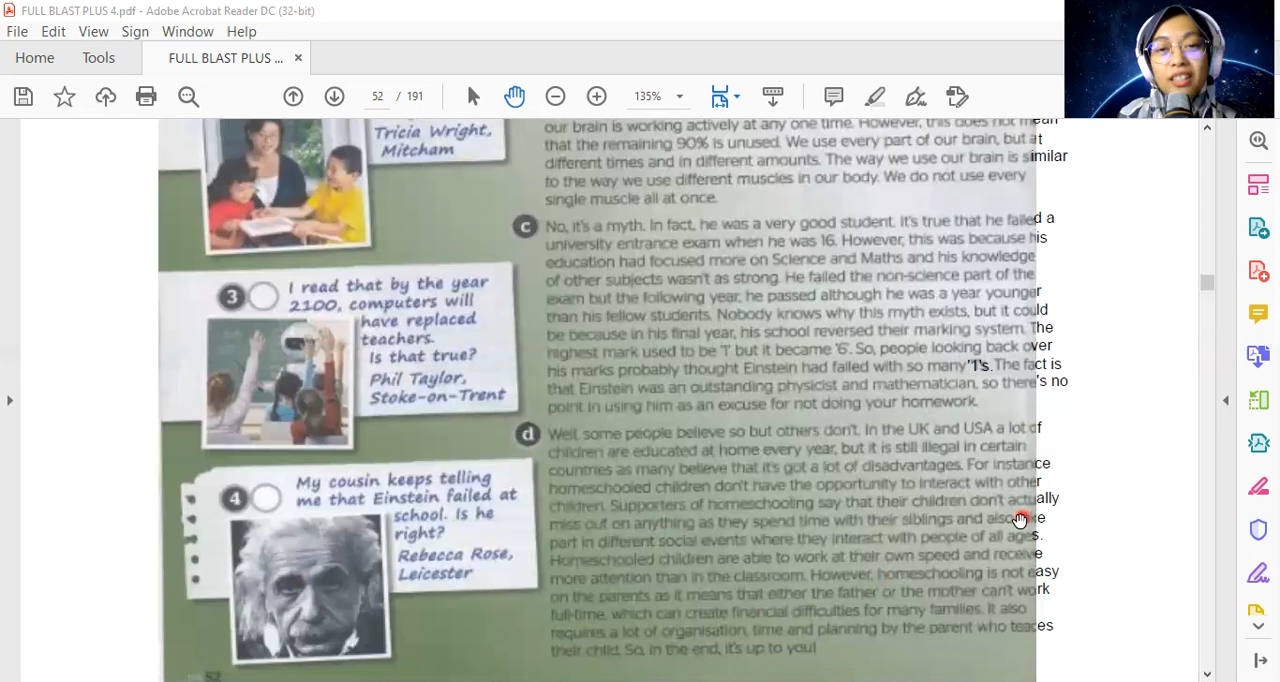 FULL BLAST PLUS 4.pdf - Adobe Acrobat Reader DC (32-bit)
File Edit View Sign Window Help
Home Tools FULL BLAST PLUS ... ×
52 / 191 135%
Tricia Wright,
Mitcham
3 I read that by the year
2100, computers will
have replaced
teachers.
Is that true?
Phil Taylor,
Stoke-on-Trent
4 My cousin keeps telling
me that Einstein failed at
school. Is he
right?
Rebecca Rose,
Leicester
our brain is working actively at any one time. However, this does not mean
that the remaining 90% is unused. We use every part of our brain, but at
different times and in different amounts. The way we use our brain is similar
to the way we use different muscles in our body. We do not use every
single muscle all at once.
c No, it's a myth. In fact, he was a very good student. It's true that he failed a
university entrance exam when he was 16. However, this was because his
education had focused more on Science and Maths and his knowledge
of other subjects wasn't as strong. He failed the non-science part of the
exam but the following year, he passed although he was a year younger
than his fellow students. Nobody knows why this myth exists, but it could
be because in his final year, his school reversed their marking system. The
highest mark used to be '1' but it became '6'. So, people looking back over
his marks probably thought Einstein had failed with so many '1's. The fact is
that Einstein was an outstanding physicist and mathematician, so there's no
point in using him as an excuse for not doing your homework.
d Well, some people believe so but others don't. In the UK and USA a lot of
children are educated at home every year, but it is still illegal in certain
countries as many believe that it's got a lot of disadvantages. For instance
homeschooled children don't have the opportunity to interact with other
children. Supporters of homeschooling say that their children don't actually
miss out on anything as they spend time with their siblings and also
part in different social events where they interact with people of all ages.
Homeschooled children are able to work at their own speed and receive
more attention than in the classroom. However, homeschooling is not easy
on the parents as it means that either the father or the mother can't work
full-time, which can create financial difficulties for many families. It also
requires a lot of organisation, time and planning by the parent who teaces
their child. So, in the end, it's up to you!
52